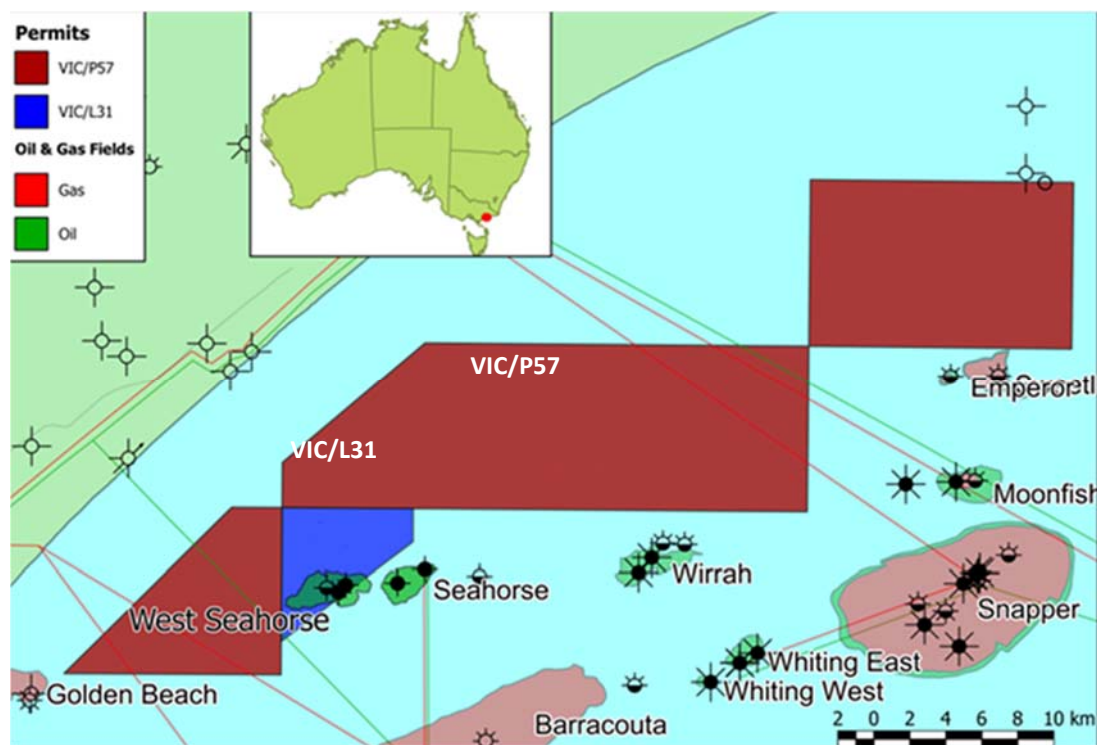 Permits
VIC/P57
VIC/L31
Oil & Gas Fields
Gas
Oil
VIC/P57
Emperor
VIC/L31
Moonfish
Wirrah
Seahorse
West Seahorse
Snapper
Whiting East
Whiting West
Golden Beach
Barracouta
2 0 2 4 6 8 10 km